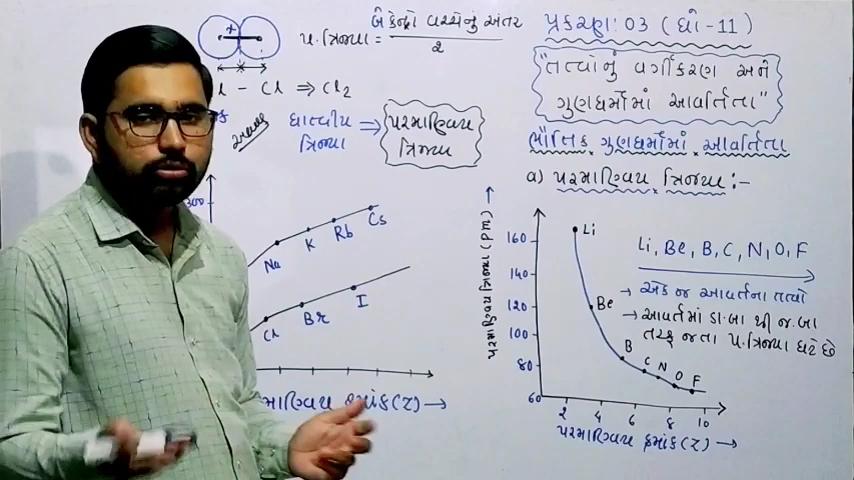 પ્રકરણ: 03 (ધો-11)
"તત્વોનું વર્ગીકરણ અને
ગુણધર્મોમાં આવર્તિતા"
ભૌતિક ગુણધર્મોમાં આવર્તિતા
a) પરમાણ્વિય ત્રિજ્યા:-
બે કેન્દ્રો વચ્ચેનું અંતર
પ. ત્રિજ્યા =
2
x
- Cl ⇒ Cl2
ધાત્વીય
ત્રિજ્યા
⇒
પરમાણ્વિય
ત્રિજ્યા
300
Na K Rb Cs
Cl Br I
ક્રમાંક(Z) →
પરમાણ્વિય ત્રિજ્યા (pm) →
160
140
120
100
80
60
2 4 6 8 10
Li
Be
B
C N O F
પરમાણ્વિય ક્રમાંક(Z) →
Li, Be, B, C, N, O, F
→ એક જ આવર્તના તત્વો
→ આવર્તમાં ડા.બા થી જ.બા
તરફ જતા પ.ત્રિજ્યા ઘટે છે